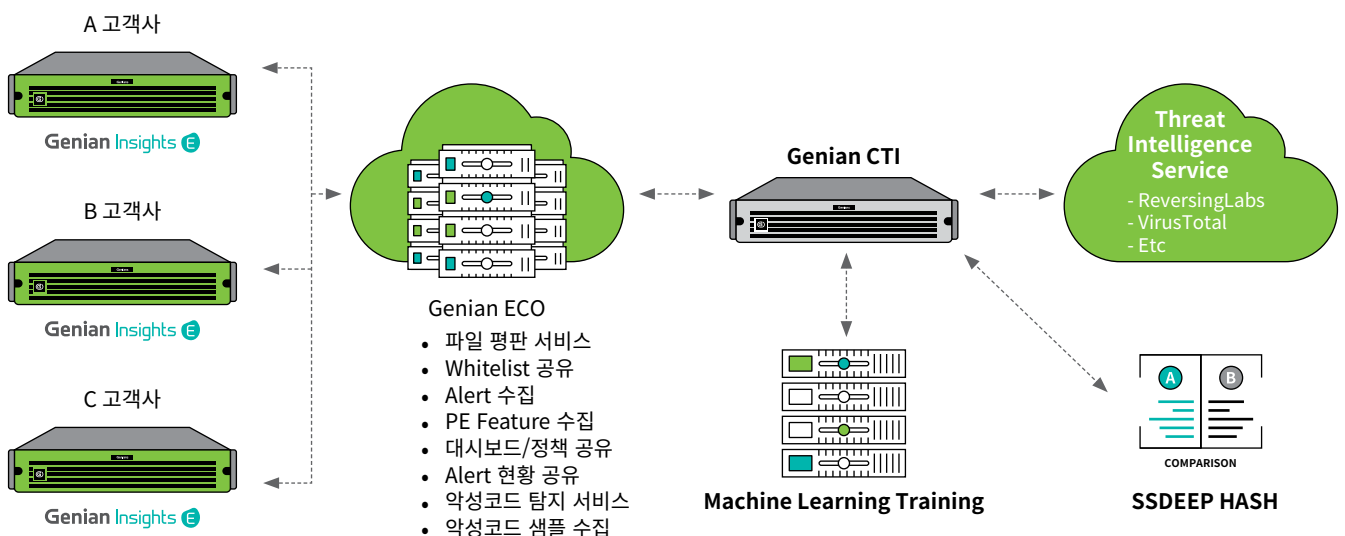 A 고객사
Genian Insights E
B 고객사
Genian Insights E
C 고객사
Genian Insights E
Genian ECO
• 파일 평판 서비스
• Whitelist 공유
• Alert 수집
• PE Feature 수집
• 대시보드/정책 공유
• Alert 현황 공유
• 악성코드 탐지 서비스
• 악성코드 샘플 수집
Genian CTI
Machine Learning Training
Threat
Intelligence
Service
- ReversingLabs
- VirusTotal
- Etc
A
B
COMPARISON
SSDEEP HASH